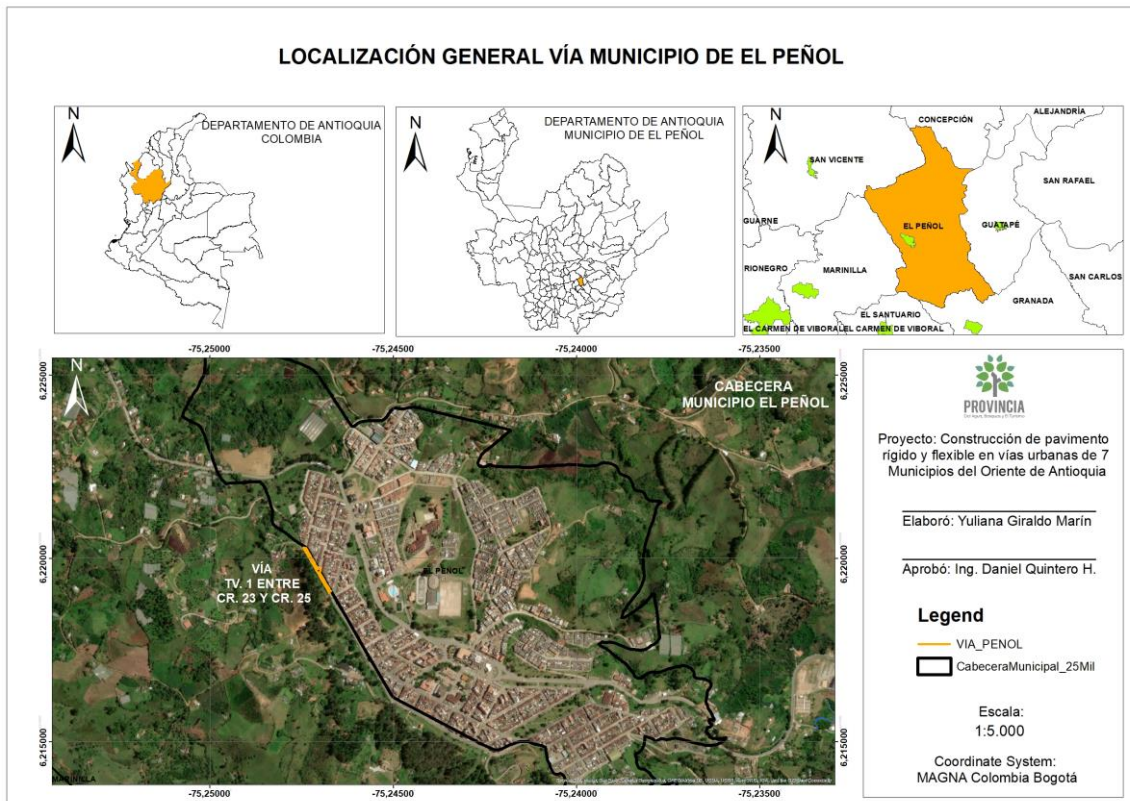 LOCALIZACIÓN GENERAL VÍA MUNICIPIO DE EL PEÑOL
N
DEPARTAMENTO DE ANTIOQUIA
COLOMBIA
N
DEPARTAMENTO DE ANTIOQUIA
MUNICIPIO DE EL PEÑOL
N
ALEJANDRÍA
CONCEPCIÓN
SAN VICENTE
SAN RAFAEL
GUARNE
EL PEÑOL
GUATAPÉ
RIONEGRO
MARINILLA
SAN CARLOS
GRANADA
EL SANTUARIO
EL CARMEN DE VIBORAL
EL CARMEN DE VIBORAL
-75,25000
-75,24500
-75,24000
-75,23500
6,225000
6,225000
N
CABECERA
MUNICIPIO EL PEÑOL
6,220000
6,220000
EL PEÑOL
VÍA
TV. 1 ENTRE
CR. 23 Y CR. 25
6,215000
6,215000
MARINILLA
-75,25000
-75,24500
-75,24000
-75,23500
PROVINCIA
Proyecto: Construcción de pavimento
rígido y flexible en vías urbanas de 7
Municipios del Oriente de Antioquia
Elaboró: Yuliana Giraldo Marín
Aprobó: Ing. Daniel Quintero H.
Legend
VIA_PENOL
CabeceraMunicipal_25Mil
Escala:
1:5.000
Coordinate System:
MAGNA Colombia Bogotá